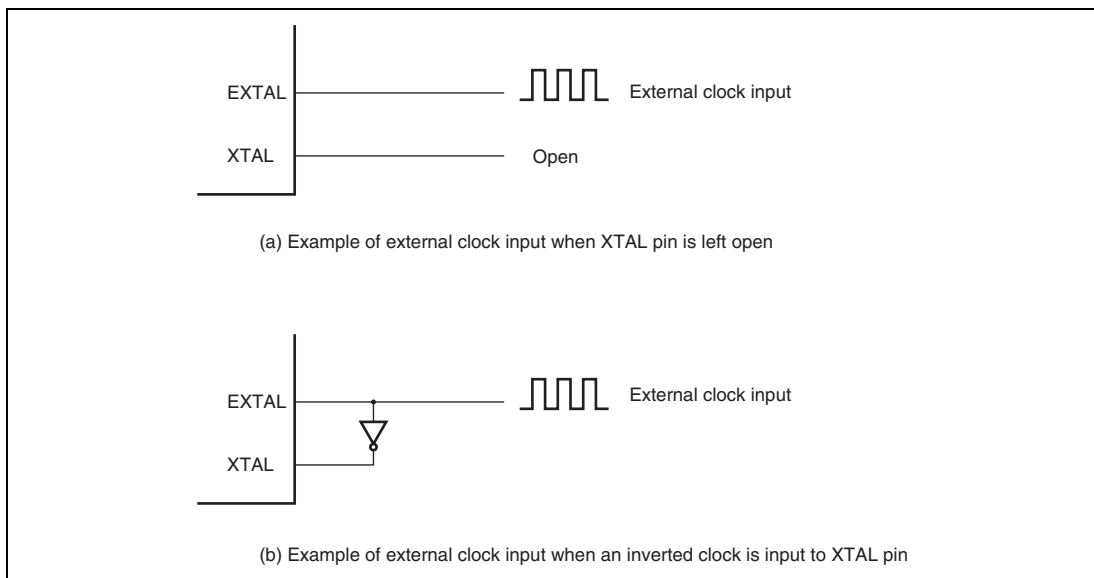 EXTAL
External clock input
XTAL
Open
(a) Example of external clock input when XTAL pin is left open
EXTAL
External clock input
XTAL
(b) Example of external clock input when an inverted clock is input to XTAL pin